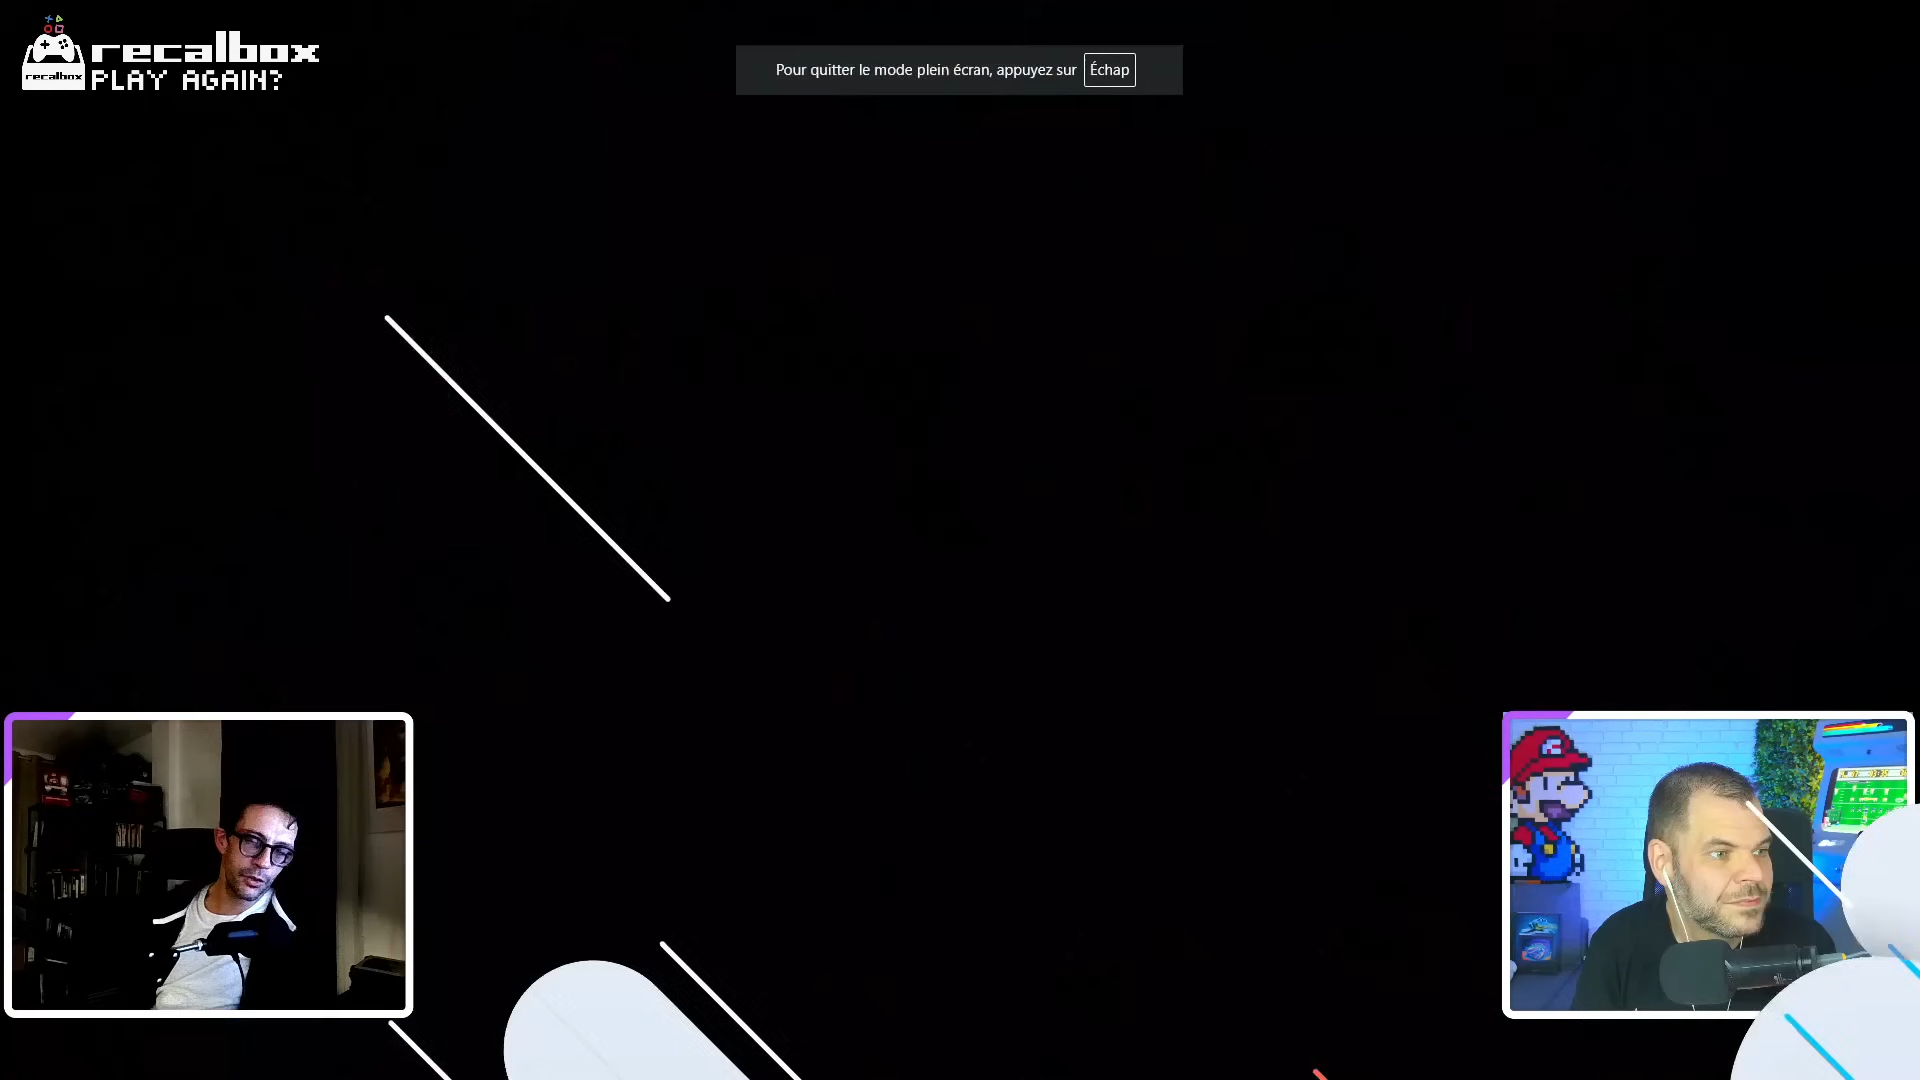 recalbox
PLAY AGAIN?
recalbox
Pour quitter le mode plein écran, appuyez sur Échap